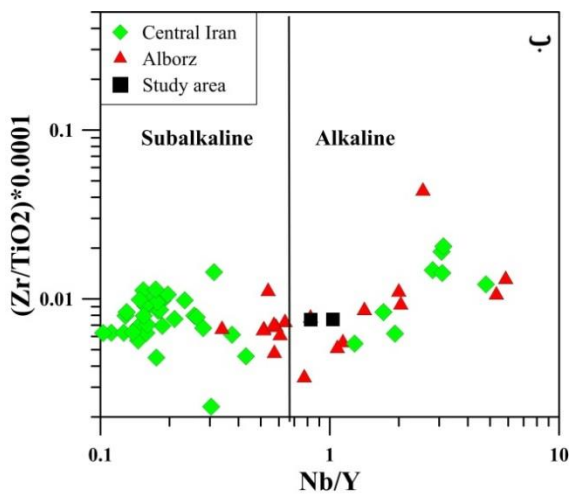 Central Iran
Alborz
Study area
ب
Subalkaline
Alkaline
0.1
0.01
(Zr/TiO2)*0.0001
0.1
1
10
Nb/Y